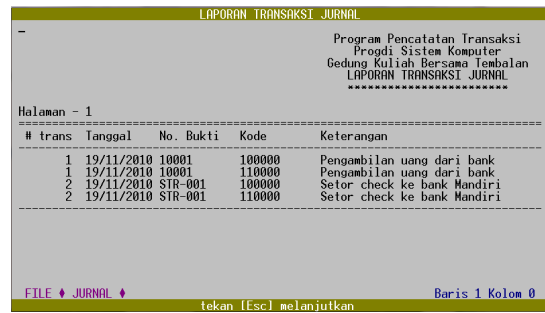 LAPORAN TRANSAKSI JURNAL
Program Pencatatan Transaksi
Progdi Sistem Komputer
Gedung Kuliah Bersama Tembalan
LAPORAN TRANSAKSI JURNAL
************************
Halaman - 1
# trans Tanggal No. Bukti Kode Keterangan
1 19/11/2010 10001 100000 Pengambilan uang dari bank
1 19/11/2010 10001 110000 Pengambilan uang dari bank
2 19/11/2010 STR-001 100000 Setor check ke bank Mandiri
2 19/11/2010 STR-001 110000 Setor check ke bank Mandiri
FILE ♦ JURNAL ♦ Baris 1 Kolom 0
tekan [Esc] melanjutkan